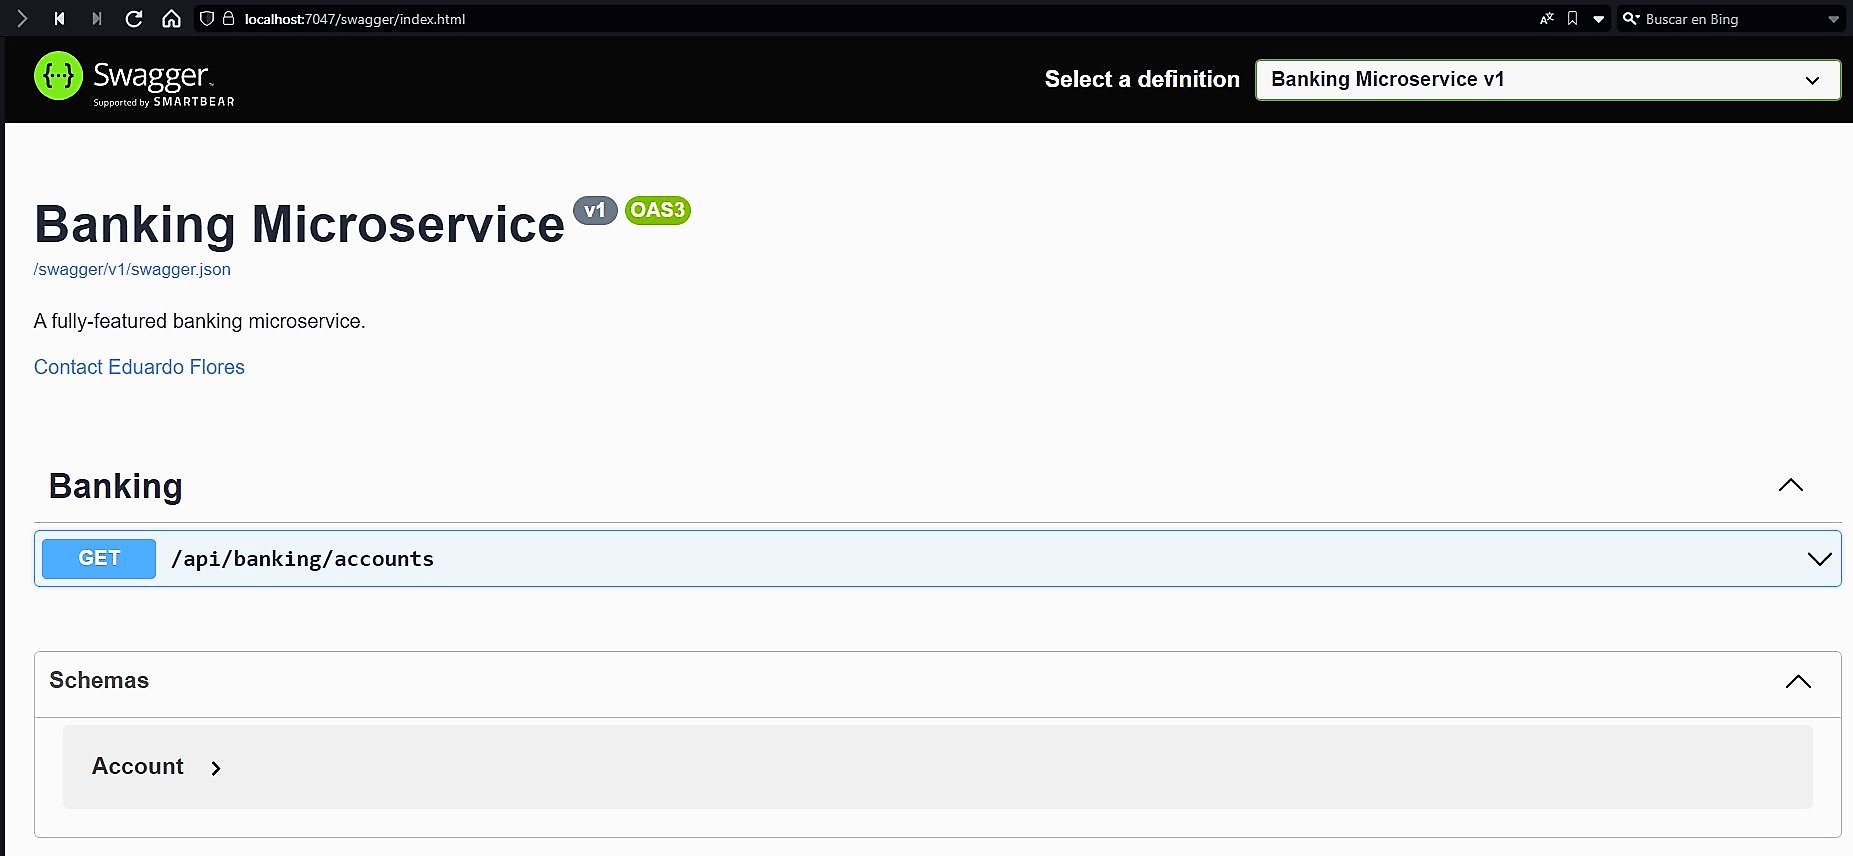 localhost:7047/swagger/index.html
Buscar en Bing
{···} Swagger™
Supported by SMARTBEAR
Select a definition
Banking Microservice v1
Banking Microservice v1 OAS3
/swagger/v1/swagger.json
A fully-featured banking microservice.
Contact Eduardo Flores
Banking
GET /api/banking/accounts
Schemas
Account